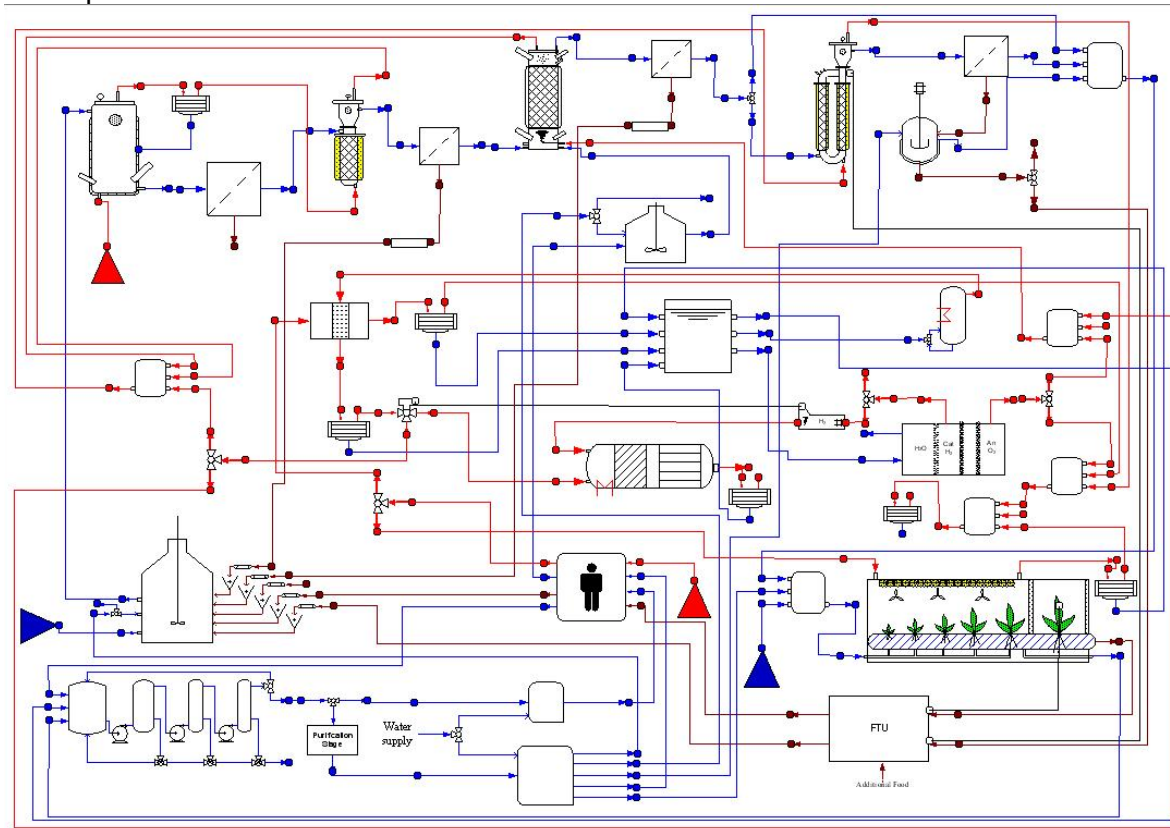 H₂
H₂O
Cat
H₂
An
O₂
Water
supply
Purification
Stage
FTU
Additional Food